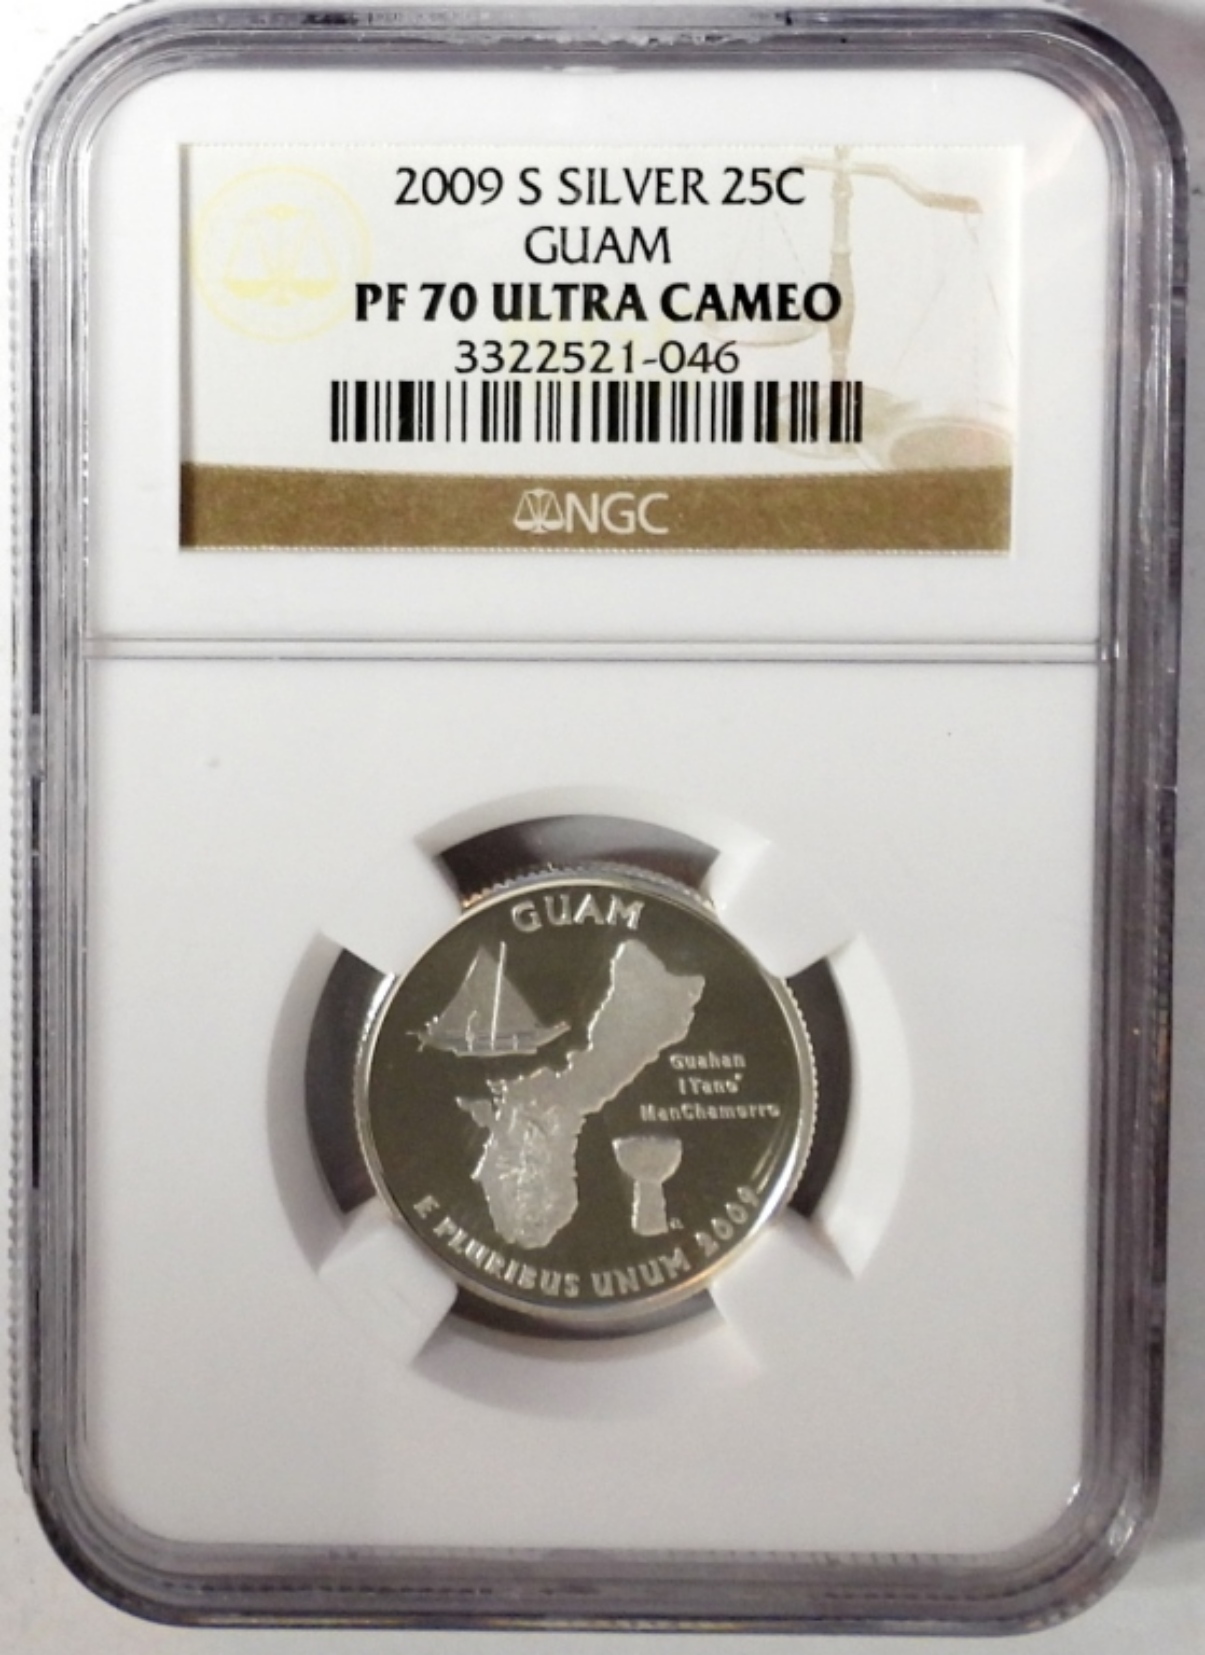 2009 S SILVER 25C
GUAM
PF 70 ULTRA CAMEO
3322521-046
NGC
GUAM
Guahan
I Tano'
ManChamorro
E PLURIBUS UNUM 2009